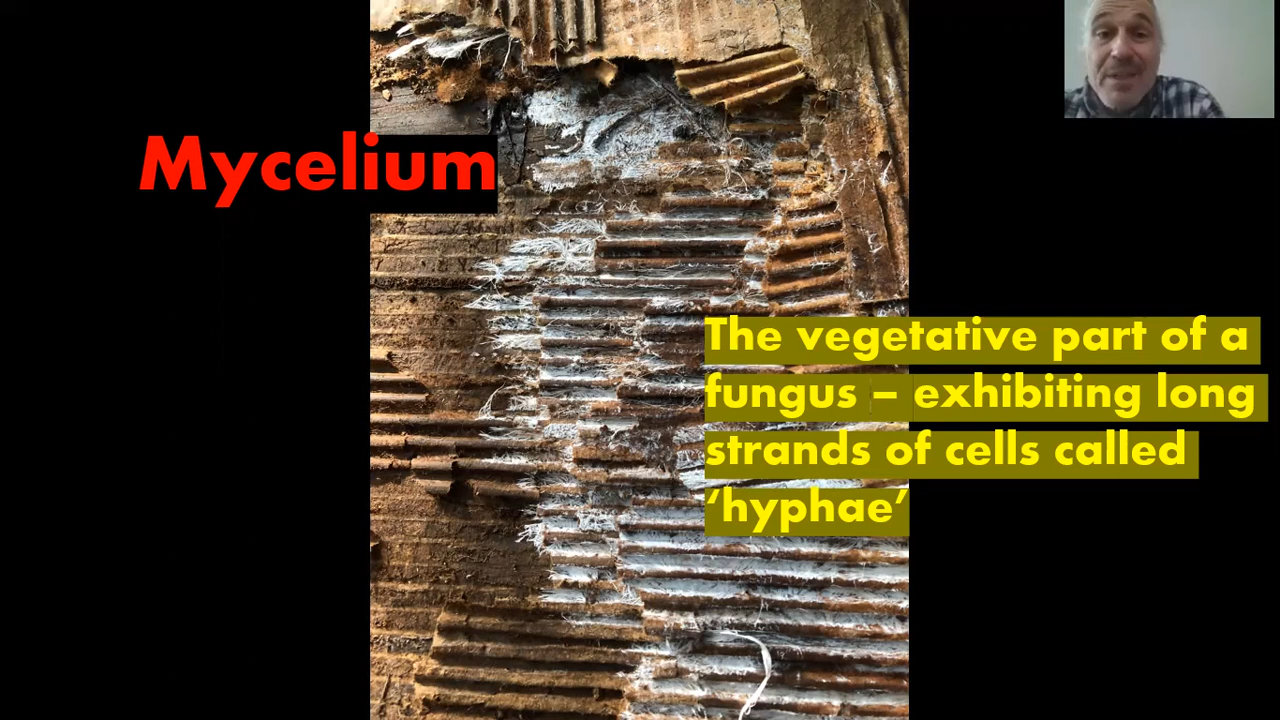 Mycelium
The vegetative part of a
fungus – exhibiting long
strands of cells called
‘hyphae’